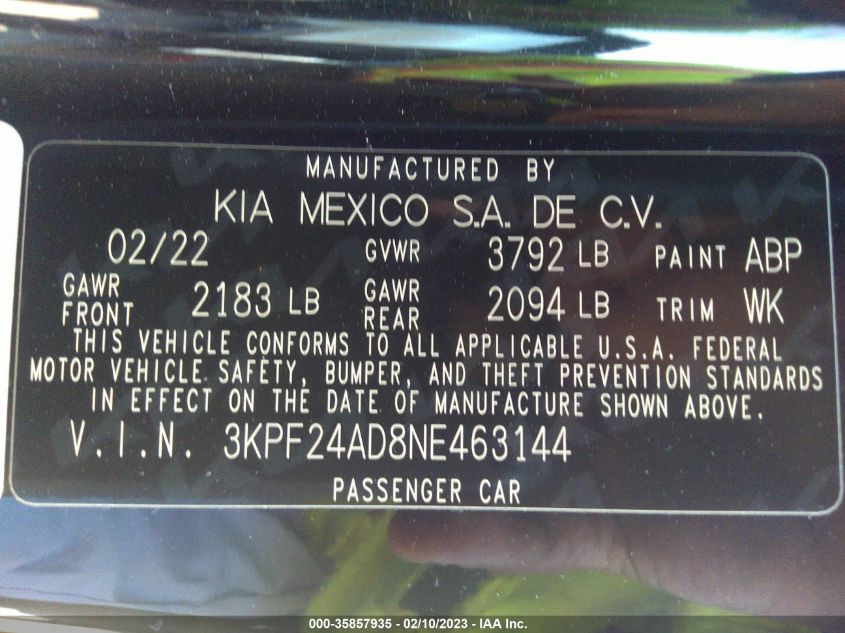 MANUFACTURED BY
KIA MEXICO S.A. DE C.V.
02/22 GVWR 3792 LB PAINT ABP
GAWR FRONT 2183 LB GAWR REAR 2094 LB TRIM WK
THIS VEHICLE CONFORMS TO ALL APPLICABLE U.S.A. FEDERAL
MOTOR VEHICLE SAFETY, BUMPER, AND THEFT PREVENTION STANDARDS
IN EFFECT ON THE DATE OF MANUFACTURE SHOWN ABOVE.
V.I.N. 3KPF24AD8NE463144
PASSENGER CAR
000-35857935 - 02/10/2023 - IAA Inc.